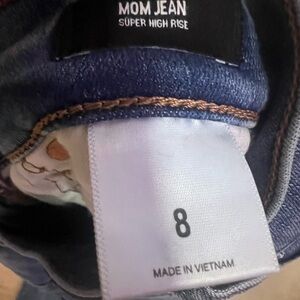 MOM JEAN
SUPER HIGH RISE
8
MADE IN VIETNAM